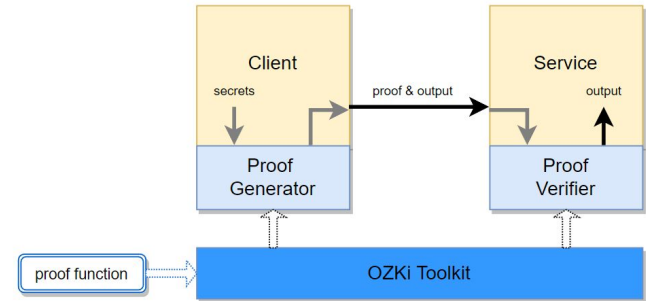 Client
Service
secrets
proof & output
output
Proof
Generator
Proof
Verifier
proof function
OZKi Toolkit